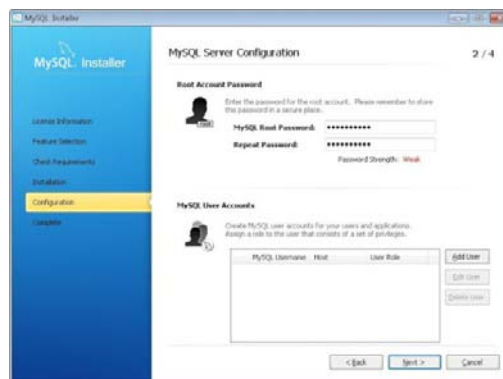 MySQL Installer
MySQL. Installer
License Information
Feature Selection
Check Requirements
Installation
Configuration
Complete
MySQL Server Configuration
2 / 4
Root Account Password
Enter the password for the root account. Please remember to store
this password in a secure place.
root
MySQL Root Password:
Repeat Password:
Password Strength: Weak
MySQL User Accounts
Create MySQL user accounts for your users and applications.
Assign a role to the user that consists of a set of privileges.
MySQL Username Host User Role
Add User
Edit User
Delete User
< Back
Next >
Cancel